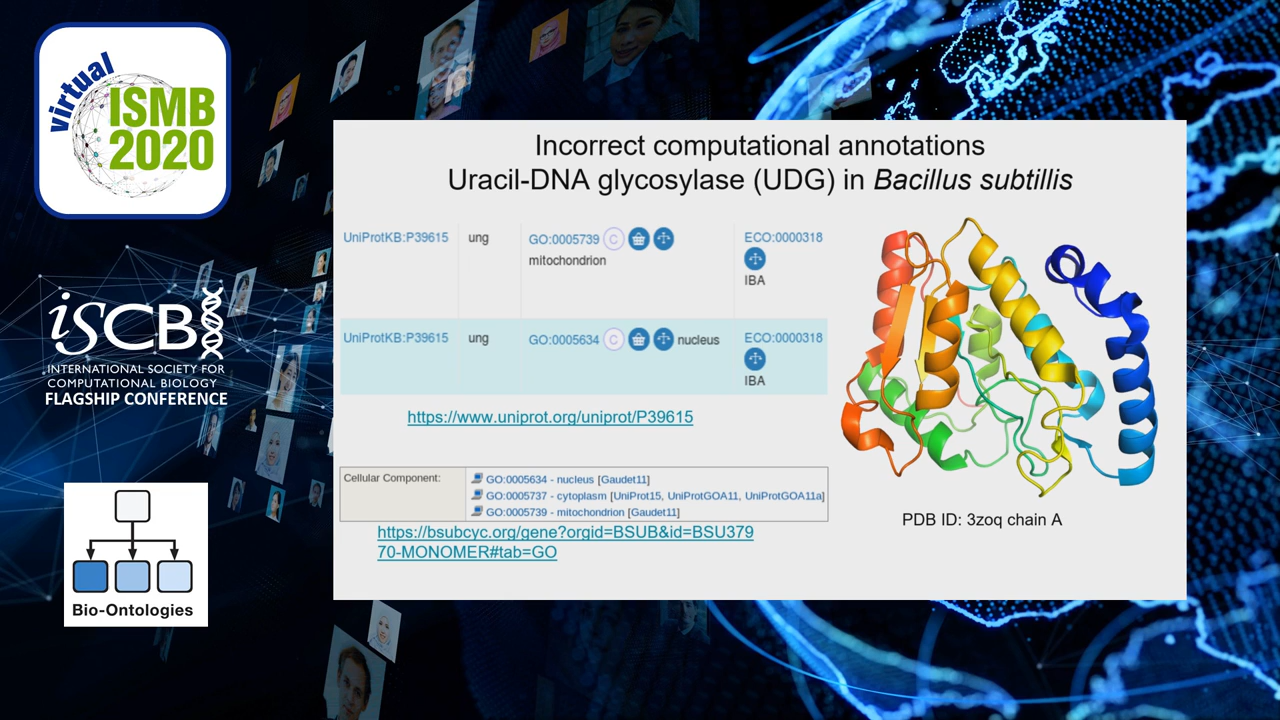 virtual
ISMB
2020
iSCB
INTERNATIONAL SOCIETY FOR
COMPUTATIONAL BIOLOGY
FLAGSHIP CONFERENCE
Bio-Ontologies
Incorrect computational annotations
Uracil-DNA glycosylase (UDG) in Bacillus subtillis
UniProtKB:P39615 ung GO:0005739 C ECO:0000318
mitochondrion
IBA
UniProtKB:P39615 ung GO:0005634 C nucleus ECO:0000318
IBA
https://www.uniprot.org/uniprot/P39615
Cellular Component: GO:0005634 - nucleus [Gaudet11]
GO:0005737 - cytoplasm [UniProt15, UniProtGOA11, UniProtGOA11a]
GO:0005739 - mitochondrion [Gaudet11]
https://bsubcyc.org/gene?orgid=BSUB&id=BSU379
70-MONOMER#tab=GO
PDB ID: 3zoq chain A